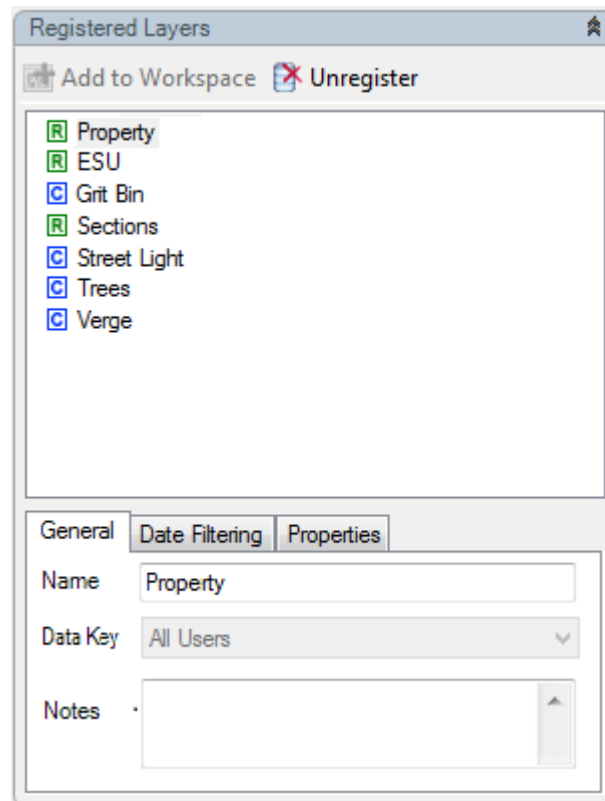 Registered Layers
Add to Workspace Unregister
R Property
R ESU
C Grit Bin
R Sections
C Street Light
C Trees
C Verge
General Date Filtering Properties
Name Property
Data Key All Users
Notes